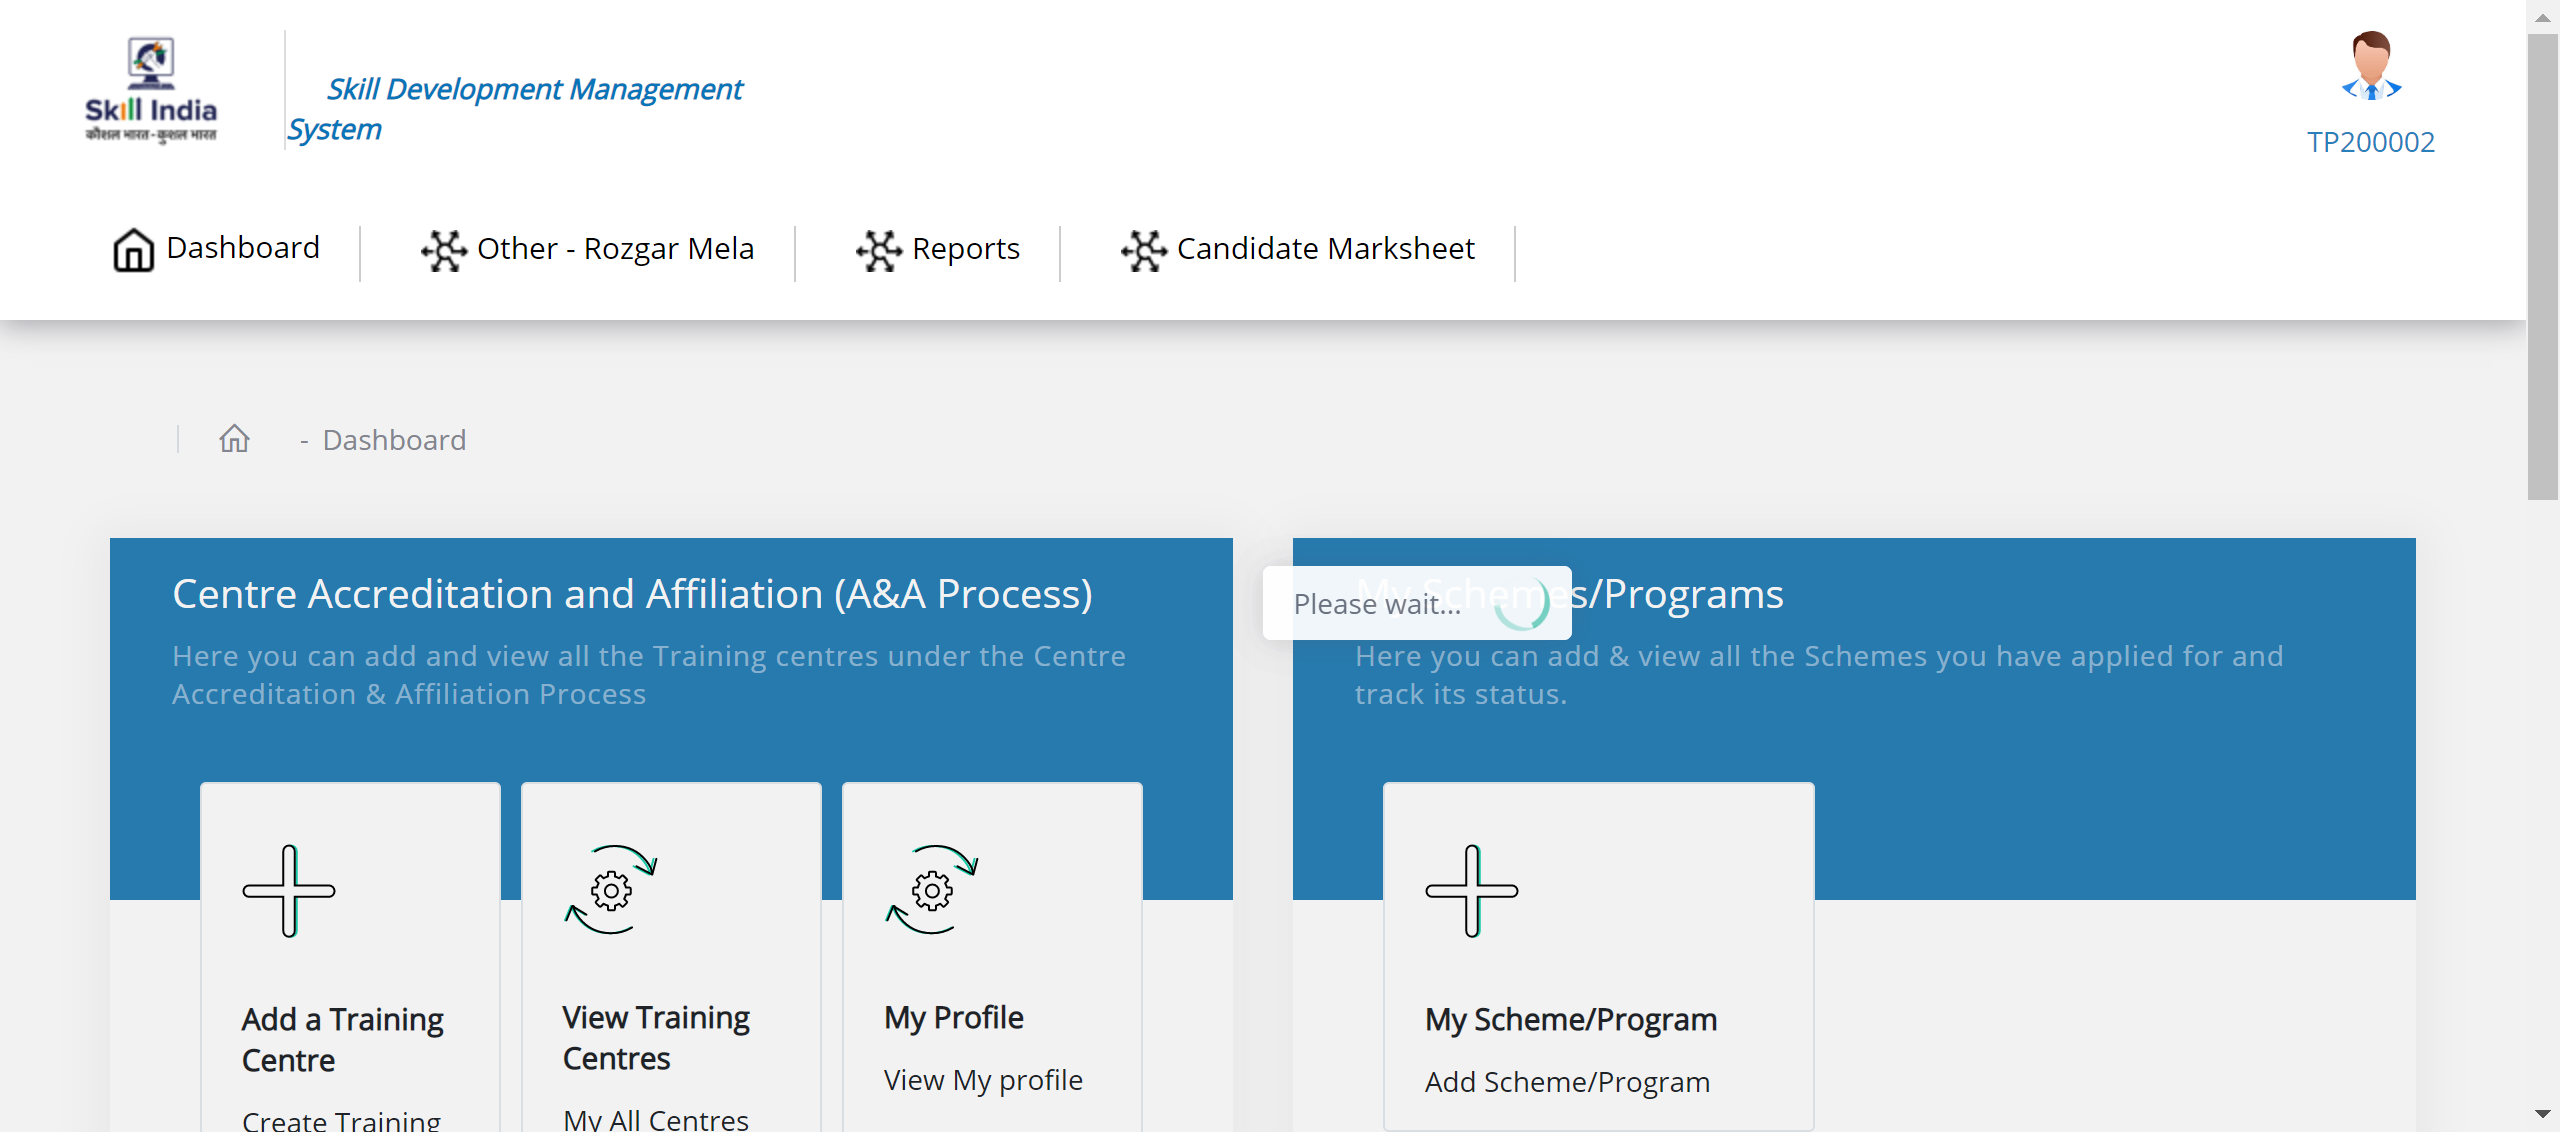 Skill India
कौशल भारत-कुशल भारत
Skill Development Management
System
TP200002
Dashboard
Other - Rozgar Mela
Reports
Candidate Marksheet
- Dashboard
Centre Accreditation and Affiliation (A&A Process)
Here you can add and view all the Training centres under the Centre
Accreditation & Affiliation Process
My Schemes/Programs
Please wait...
Here you can add & view all the Schemes you have applied for and
track its status.
Add a Training
Centre
Create Training
View Training
Centres
My All Centres
My Profile
View My profile
My Scheme/Program
Add Scheme/Program